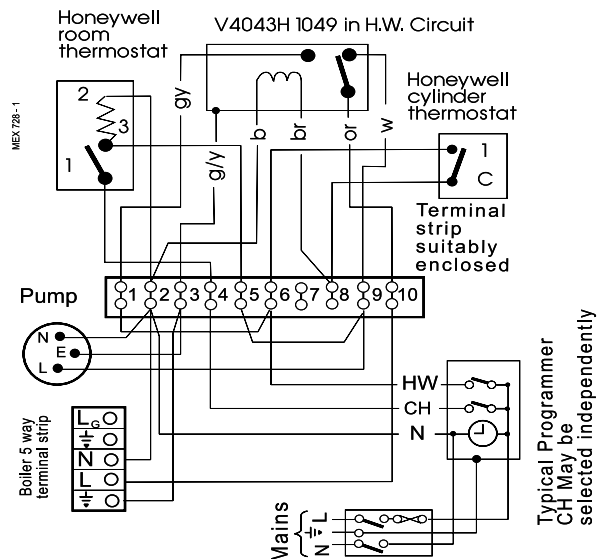 Honeywell
room
thermostat
V4043H 1049 in H.W. Circuit
Honeywell
cylinder
thermostat
MEX 728 - 1
2
3
1
gy
g/y
b
br
or
w
1
C
Terminal
strip
suitably
enclosed
1 2 3 4 5 6 7 8 9 10
Pump
N
E
L
HW
CH
N
LG
N
L
Boiler 5 way
terminal strip
Mains
L
N
Typical Programmer
CH May be
selected independently